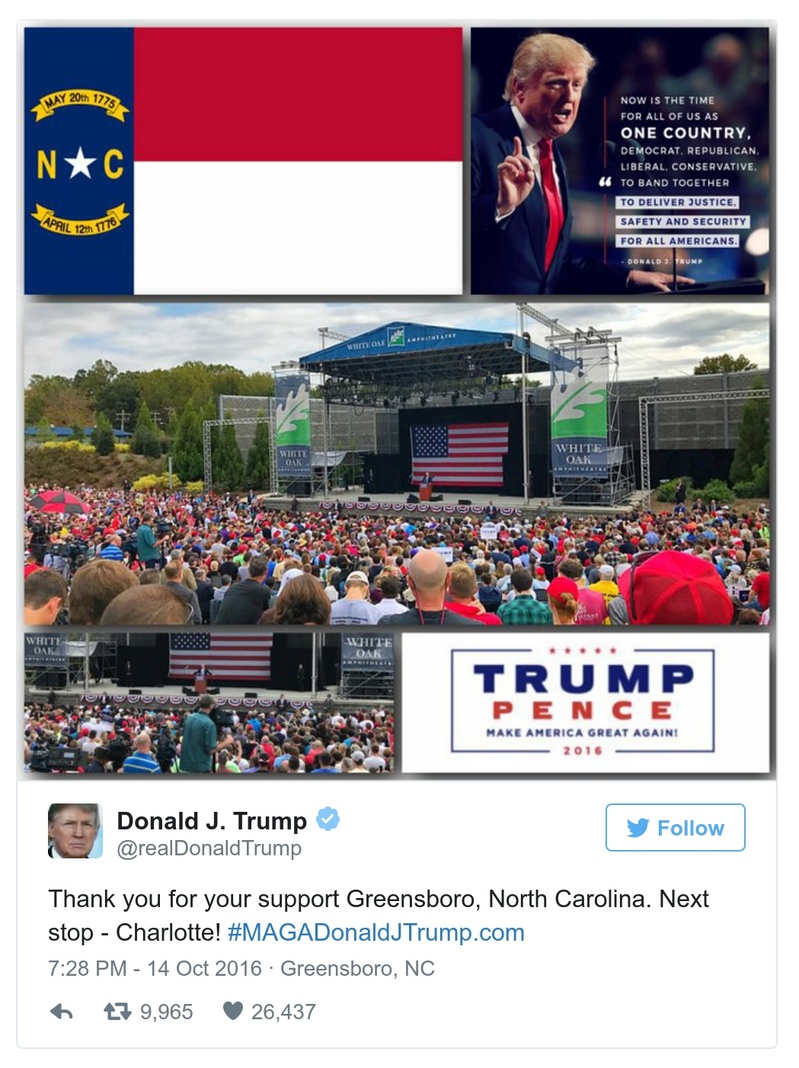 MAY 20th 1775
N C
APRIL 12th 1776
NOW IS THE TIME
FOR ALL OF US AS
ONE COUNTRY,
DEMOCRAT, REPUBLICAN,
LIBERAL, CONSERVATIVE,
“ TO BAND TOGETHER
TO DELIVER JUSTICE,
SAFETY AND SECURITY
FOR ALL AMERICANS.
- DONALD J. TRUMP
WHITE OAK AMPHITHEATRE
WHITE
OAK
AMPHITHEATRE
WHITE
OAK
AMPHITHEATRE
WHITE
OAK
AMPHITHEATRE
WHITE
OAK
AMPHITHEATRE
TRUMP
PENCE
MAKE AMERICA GREAT AGAIN!
2016
Donald J. Trump
@realDonaldTrump
Follow
Thank you for your support Greensboro, North Carolina. Next
stop - Charlotte! #MAGADonaldJTrump.com
7:28 PM - 14 Oct 2016 · Greensboro, NC
9,965 26,437